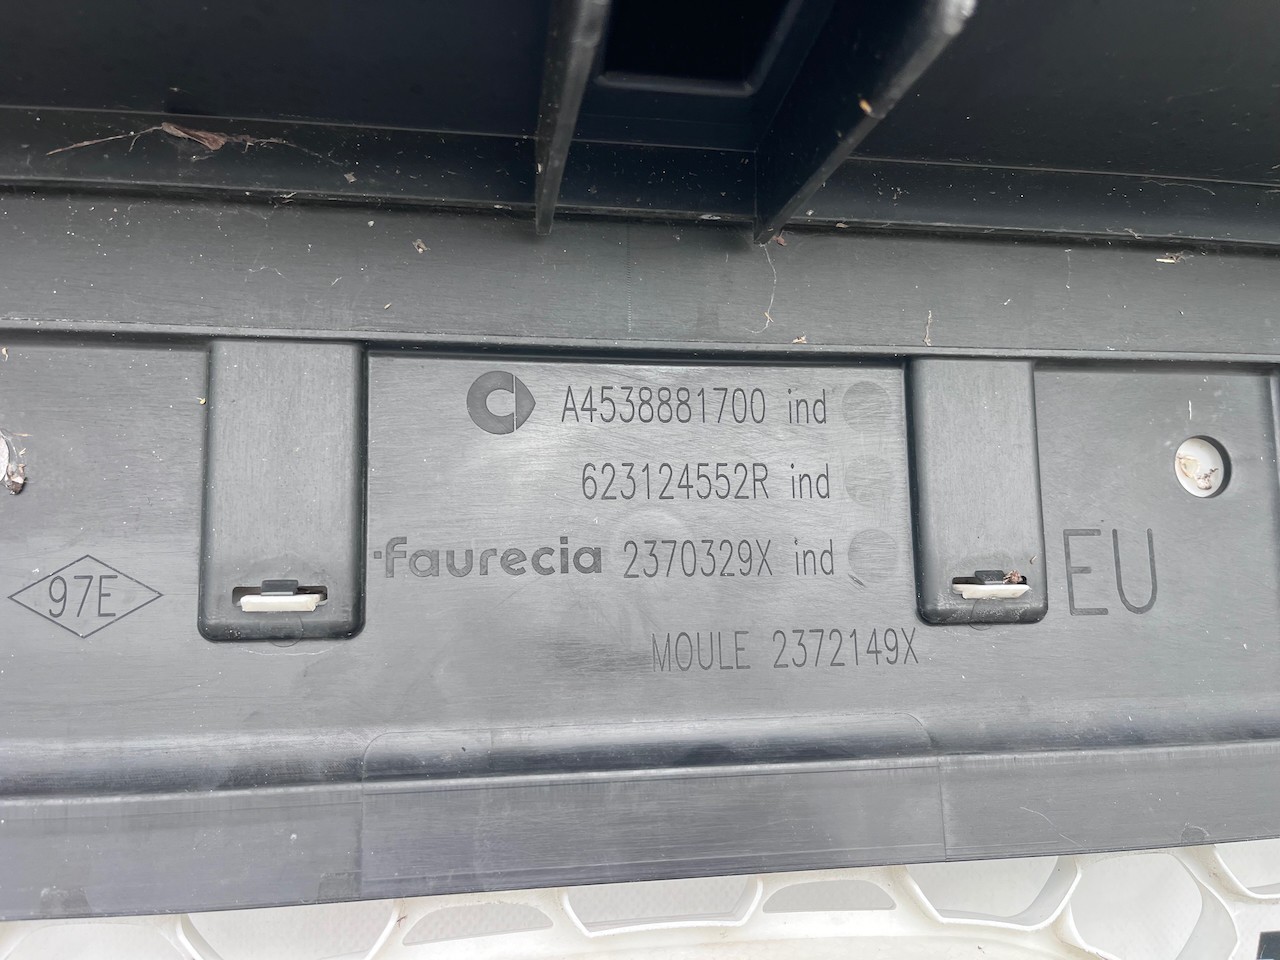 A4538881700 ind
623124552R ind
faurecia 2370329X ind
MOULE 2372149X
97E
EU